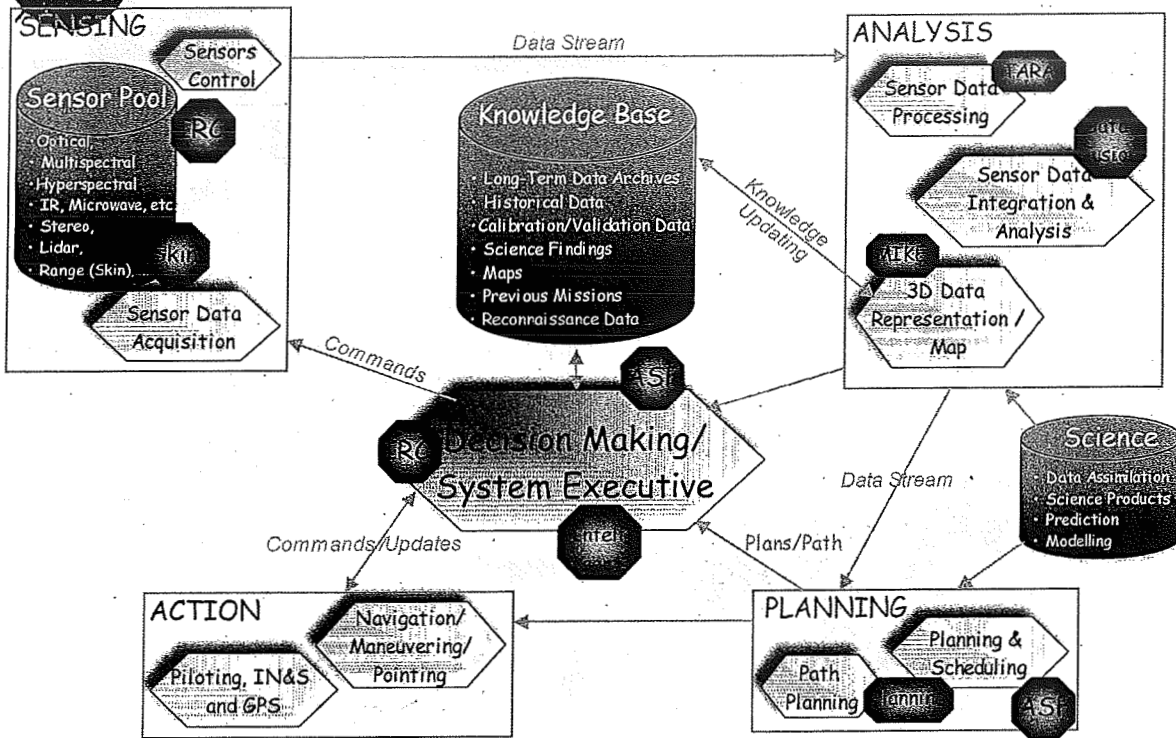 SENSING
Sensors
Control
Sensor Pool
• Optical,
• Multispectral
• Hyperspectral
• IR, Microwave, etc
• Stereo,
• Lidar,
• Range (Skin),...
Skin
Sensor Data
Acquisition
Data Stream
Knowledge Base
• Long-Term Data Archives
• Historical Data
• Calibration/Validation Data
• Science Findings
• Maps
• Previous Missions
• Reconnaissance Data
Knowledge
Updating
ANALYSIS
TARA
Sensor Data
Processing
Sensor Data
Integration &
Analysis
MIKE
3D Data
Representation /
Map
Commands
Decision Making/
System Executive
Commands/Updates
Plans/Path
Data Stream
Science
• Data Assimilation
• Science Products
• Prediction
• Modelling
ACTION
Navigation/
Maneuvering/
Pointing
Piloting, IN&S
and GPS
PLANNING
Planning &
Scheduling
Path
Planning